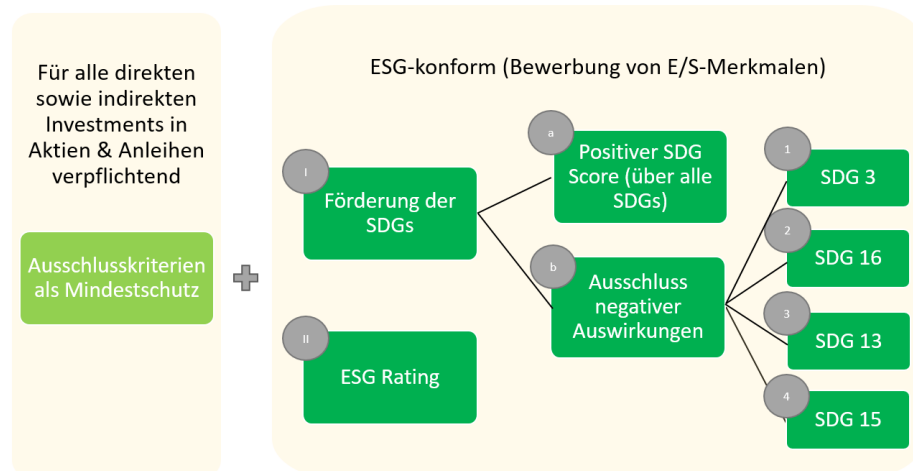 Für alle direkten
sowie indirekten
Investments in
Aktien & Anleihen
verpflichtend
Ausschlusskriterien
als Mindestschutz
ESG-konform (Bewerbung von E/S-Merkmalen)
I
Förderung der
SDGs
II
ESG Rating
a
Positiver SDG
Score (über alle
SDGs)
b
Ausschluss
negativer
Auswirkungen
1
SDG 3
2
SDG 16
3
SDG 13
4
SDG 15